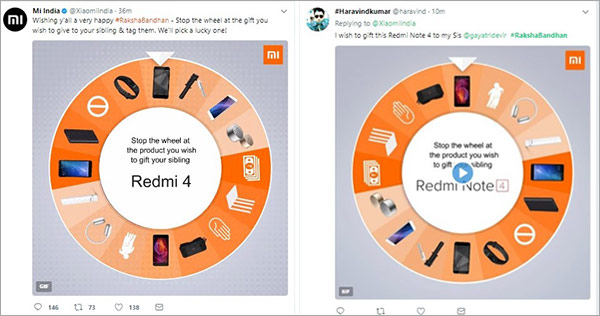 Mi India @XiaomiIndia · 36m
Wishing y'all a very happy #RakshaBandhan - Stop the wheel at the gift you
wish to give to your sibling & tag them. We'll pick a lucky one!
mi
mi
Stop the wheel at
the product you wish
to gift your sibling.
Redmi 4
GIF
146 73 138
#Haravindkumar @haravind · 10m
Replying to @XiaomiIndia
I wish to gift this Redmi Note 4 to my Sis @gayatridevir #RakshaBandhan
mi
Stop the wheel at
the product you wish
to gift your sibling.
Redmi Note 4
GIF